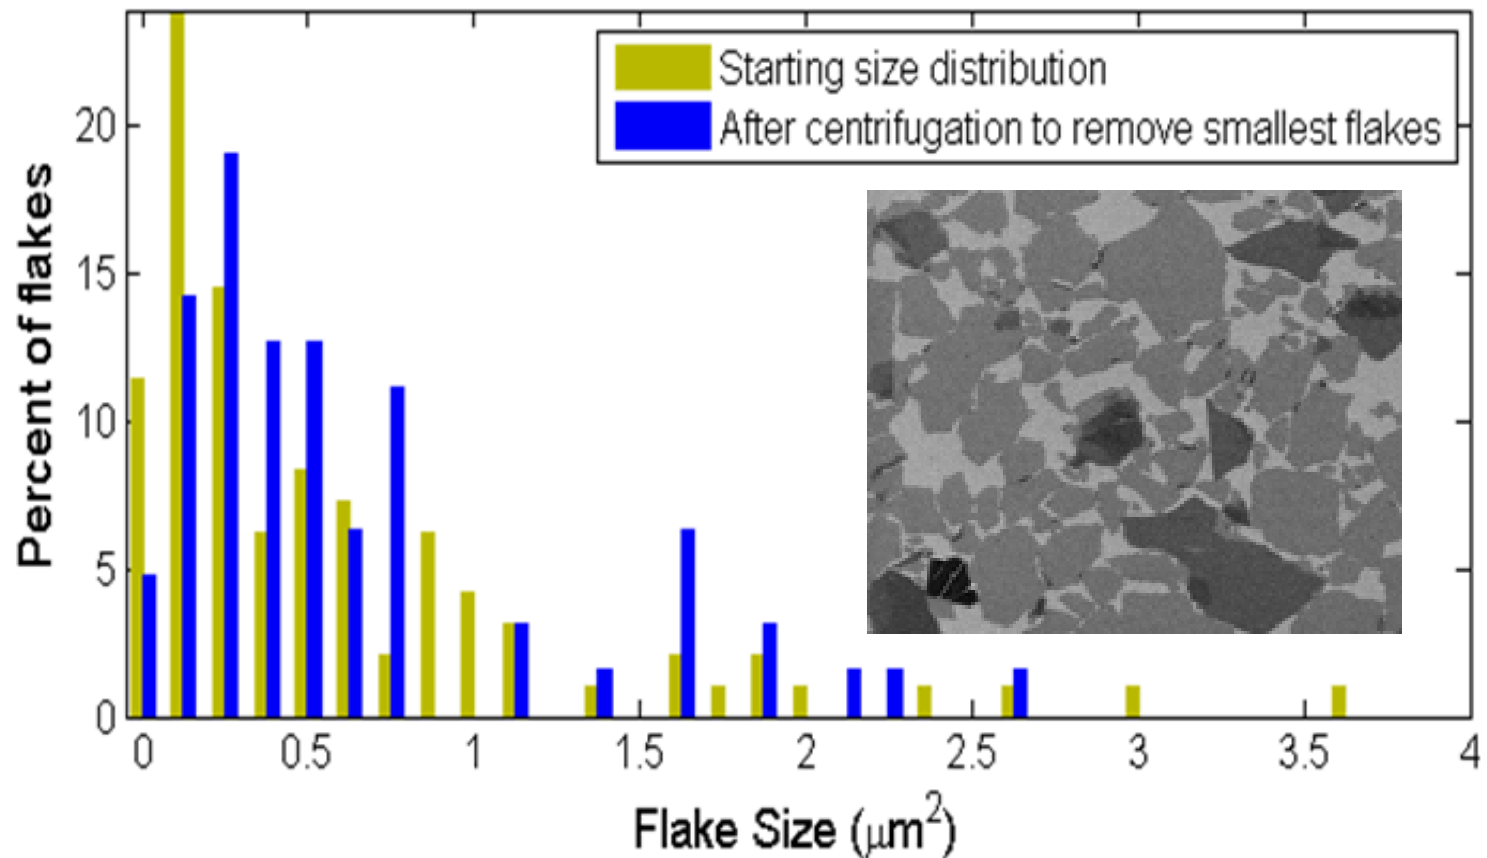 Starting size distribution
After centrifugation to remove smallest flakes
Percent of flakes
20
15
10
5
0
0 0.5 1 1.5 2 2.5 3 3.5 4
Flake Size (μm²)